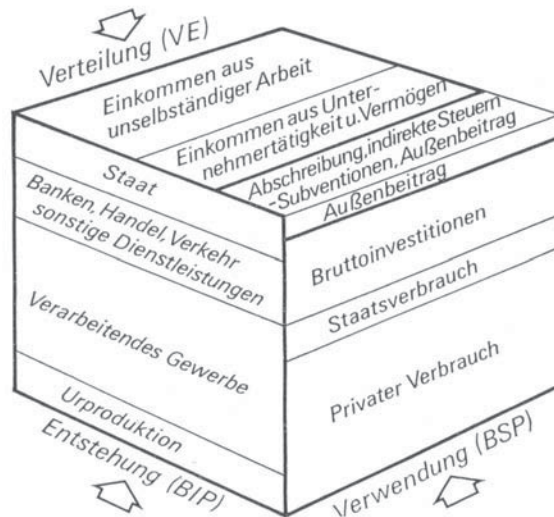 Verteilung (VE)
Einkommen aus
unselbständiger Arbeit
Einkommen aus Unter-
nehmertätigkeit u. Vermögen
Abschreibung, indirekte Steuern
-Subventionen, Außenbeitrag
Außenbeitrag
Staat
Banken, Handel, Verkehr
sonstige Dienstleistungen
Verarbeitendes Gewerbe
Urproduktion
Entstehung (BIP)
Bruttoinvestitionen
Staatsverbrauch
Privater Verbrauch
Verwendung (BSP)